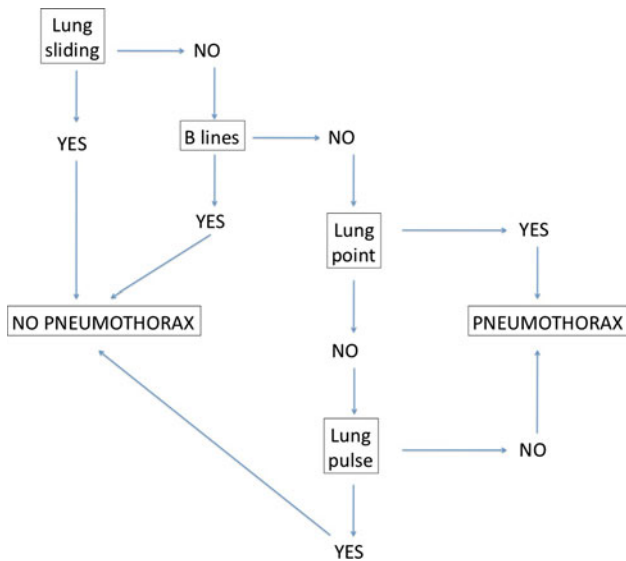 Lung
sliding
NO
YES
B lines
NO
YES
Lung
point
YES
NO PNEUMOTHORAX
PNEUMOTHORAX
NO
Lung
pulse
NO
YES